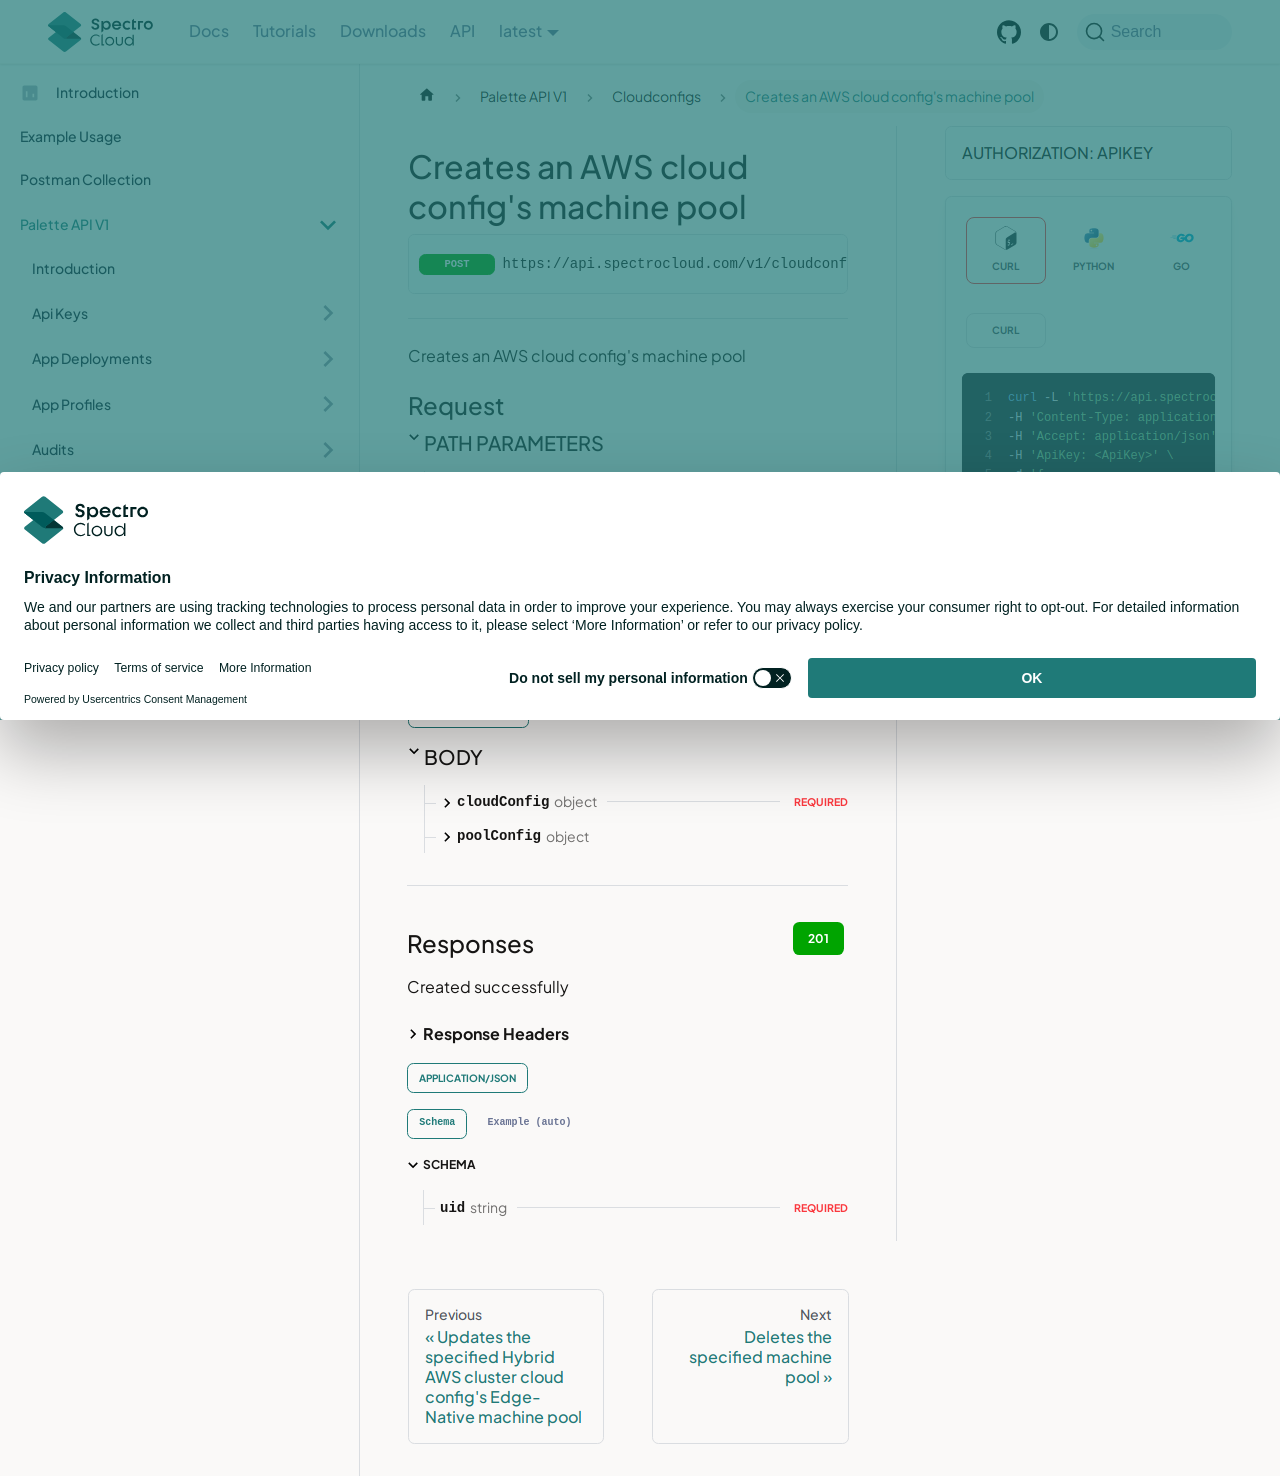 Spectro Cloud
Docs
Tutorials
Downloads
API
latest
Search
Introduction
Example Usage
Postman Collection
Palette API V1
Introduction
Api Keys
App Deployments
App Profiles
Audits
Palette API V1
Cloudconfigs
Creates an AWS cloud config's machine pool
Creates an AWS cloud
config's machine pool
POST https://api.spectrocloud.com/v1/cloudconf
Creates an AWS cloud config's machine pool
Request
PATH PARAMETERS
AUTHORIZATION: APIKEY
CURL
PYTHON
GO
CURL
1 curl -L 'https://api.spectroc
2 -H 'Content-Type: application
3 -H 'Accept: application/json'
4 -H 'ApiKey: <ApiKey>' \
Spectro
Cloud
Privacy Information
We and our partners are using tracking technologies to process personal data in order to improve your experience. You may always exercise your consumer right to opt-out. For detailed information
about personal information we collect and third parties having access to it, please select ‘More Information’ or refer to our privacy policy.
Privacy policy
Terms of service
More Information
Powered by Usercentrics Consent Management
Do not sell my personal information
OK
BODY
cloudConfig object REQUIRED
poolConfig object
Responses
201
Created successfully
Response Headers
APPLICATION/JSON
Schema
Example (auto)
SCHEMA
uid string REQUIRED
Previous
« Updates the
specified Hybrid
AWS cluster cloud
config's Edge-
Native machine pool
Next
Deletes the
specified machine
pool »